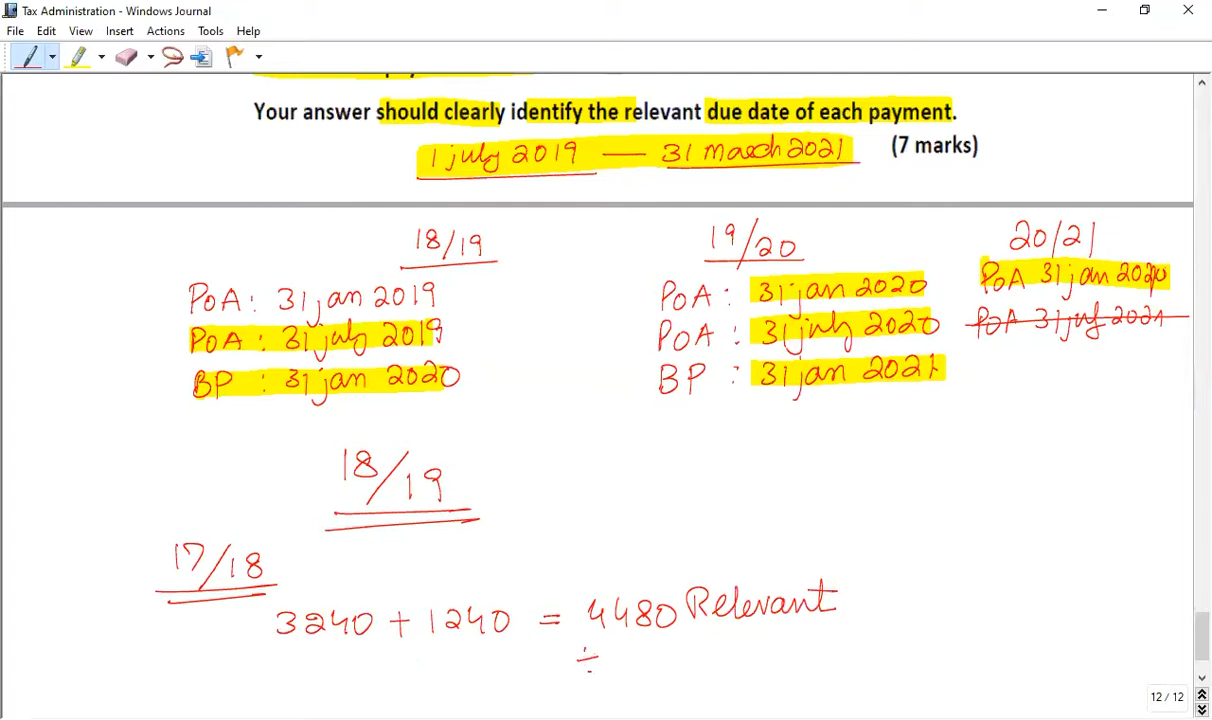 Tax Administration - Windows Journal
File Edit View Insert Actions Tools Help
Your answer should clearly identify the relevant due date of each payment.
1 july 2019 — 31 march 2021 (7 marks)
18/19 19/20 20/21
PoA: 31 jan 2019 PoA: 31 jan 2020 PoA 31 jan
PoA: 31 july 2019 PoA: 31 july 2020 PoA 31 july 2021
BP: 31 jan 2020 BP: 31 jan 2021
18/19
17/18
3240 + 1240 = 4480 Relevant
÷
12 / 12